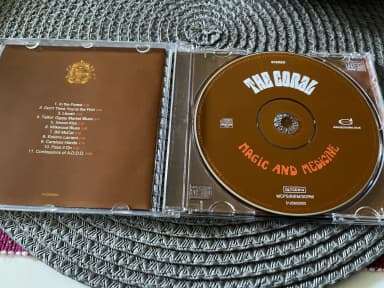 1. In the Forest
2. Don't Think You're the First
3. Liezah
4. Talkin' Gypsy Market Blues
5. Secret Kiss
6. Milkwood Blues
7. Bill McCai
8. Eskimo Lament
9. Careless Hands
10. Pass It On
11. Confessions of A.D.D.D.
STEREO
THE CORAL
MAGIC AND MEDICINE